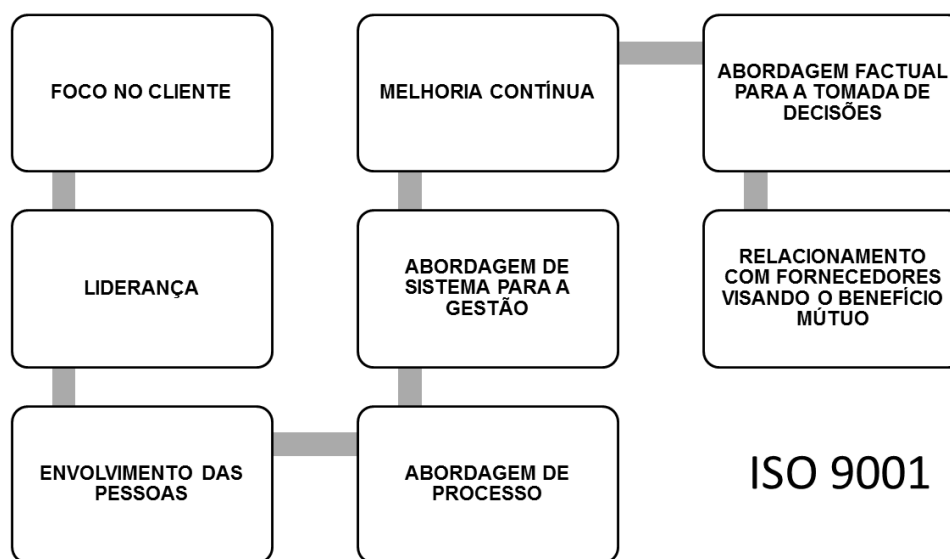 FOCO NO CLIENTE
LIDERANÇA
ENVOLVIMENTO DAS
PESSOAS
ABORDAGEM DE
PROCESSO
ABORDAGEM DE
SISTEMA PARA A
GESTÃO
MELHORIA CONTÍNUA
ABORDAGEM FACTUAL
PARA A TOMADA DE
DECISÕES
RELACIONAMENTO
COM FORNECEDORES
VISANDO O BENEFÍCIO
MÚTUO
ISO 9001